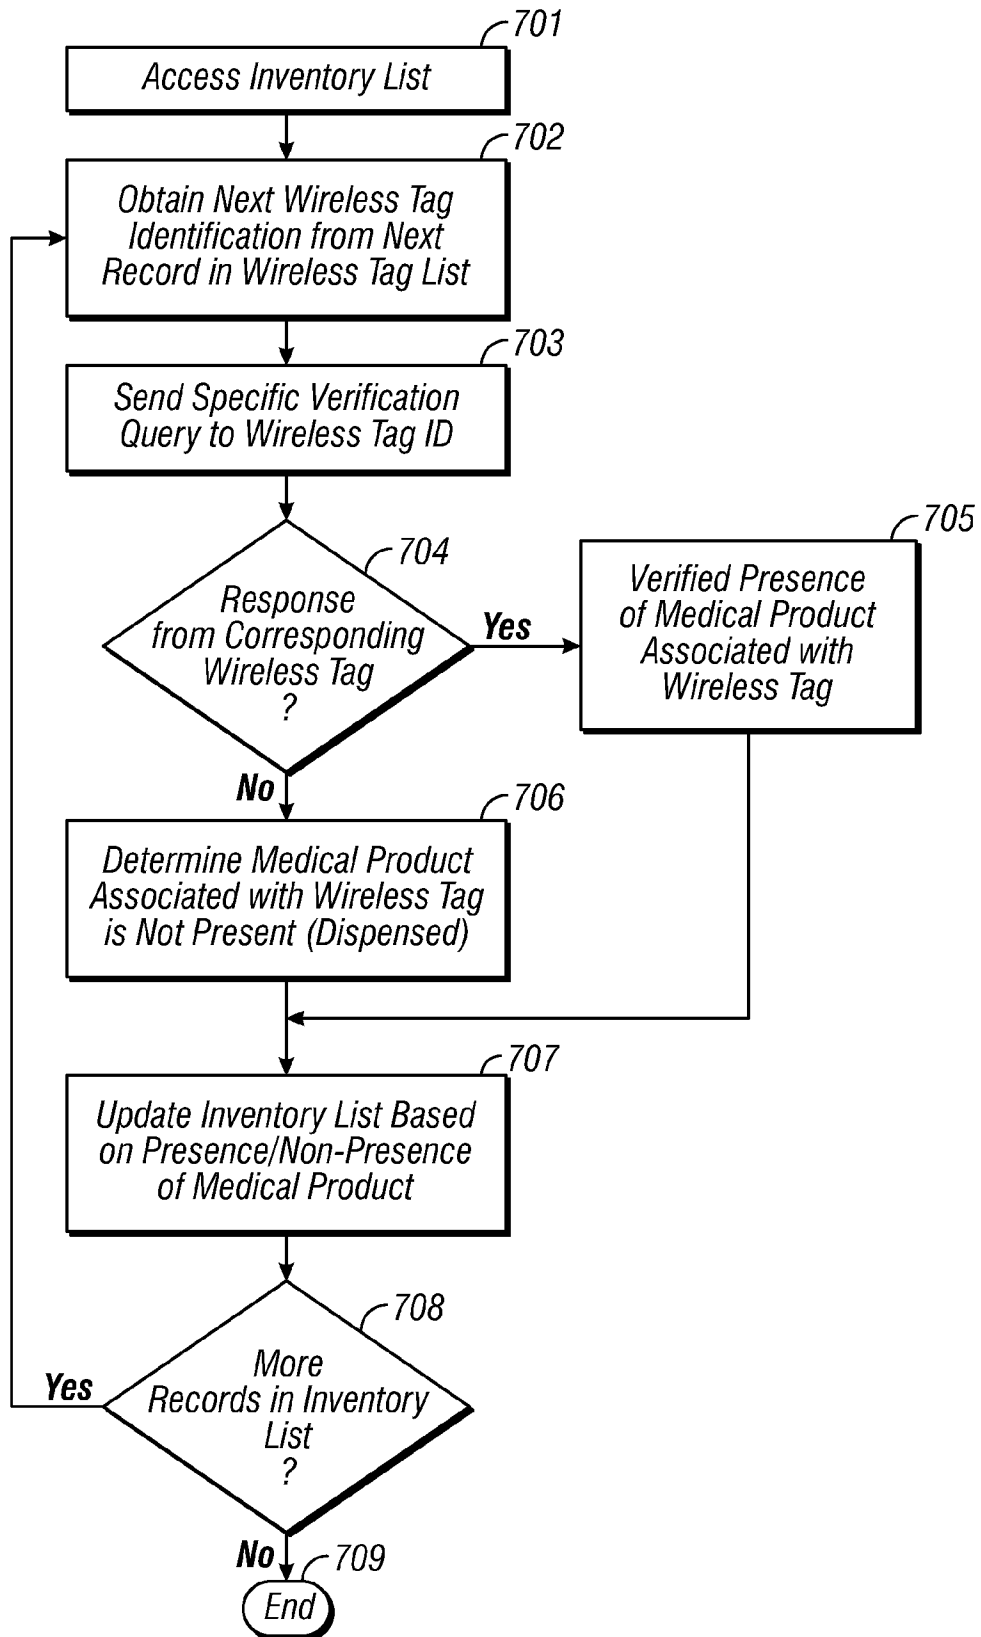 701
Access Inventory List
702
Obtain Next Wireless Tag
Identification from Next
Record in Wireless Tag List
703
Send Specific Verification
Query to Wireless Tag ID
704
Response
from Corresponding
Wireless Tag
?
Yes
705
Verified Presence
of Medical Product
Associated with
Wireless Tag
No
706
Determine Medical Product
Associated with Wireless Tag
is Not Present (Dispensed)
707
Update Inventory List Based
on Presence/Non-Presence
of Medical Product
708
More
Records in Inventory
List
?
Yes
No
709
End